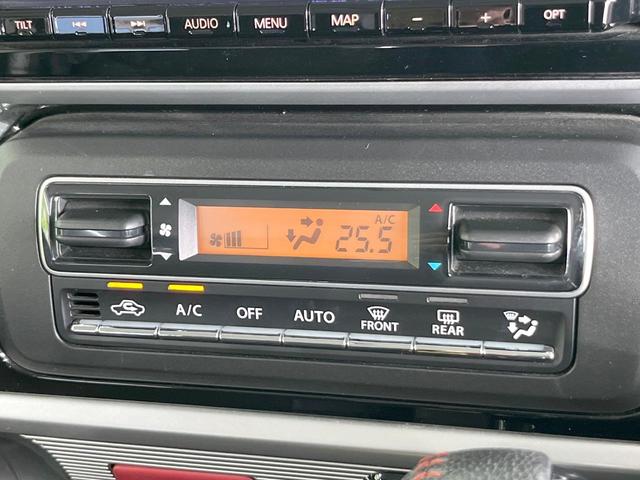 TILT AUDIO MENU MAP - + OPT
A/C
25.5
A/C OFF AUTO FRONT REAR